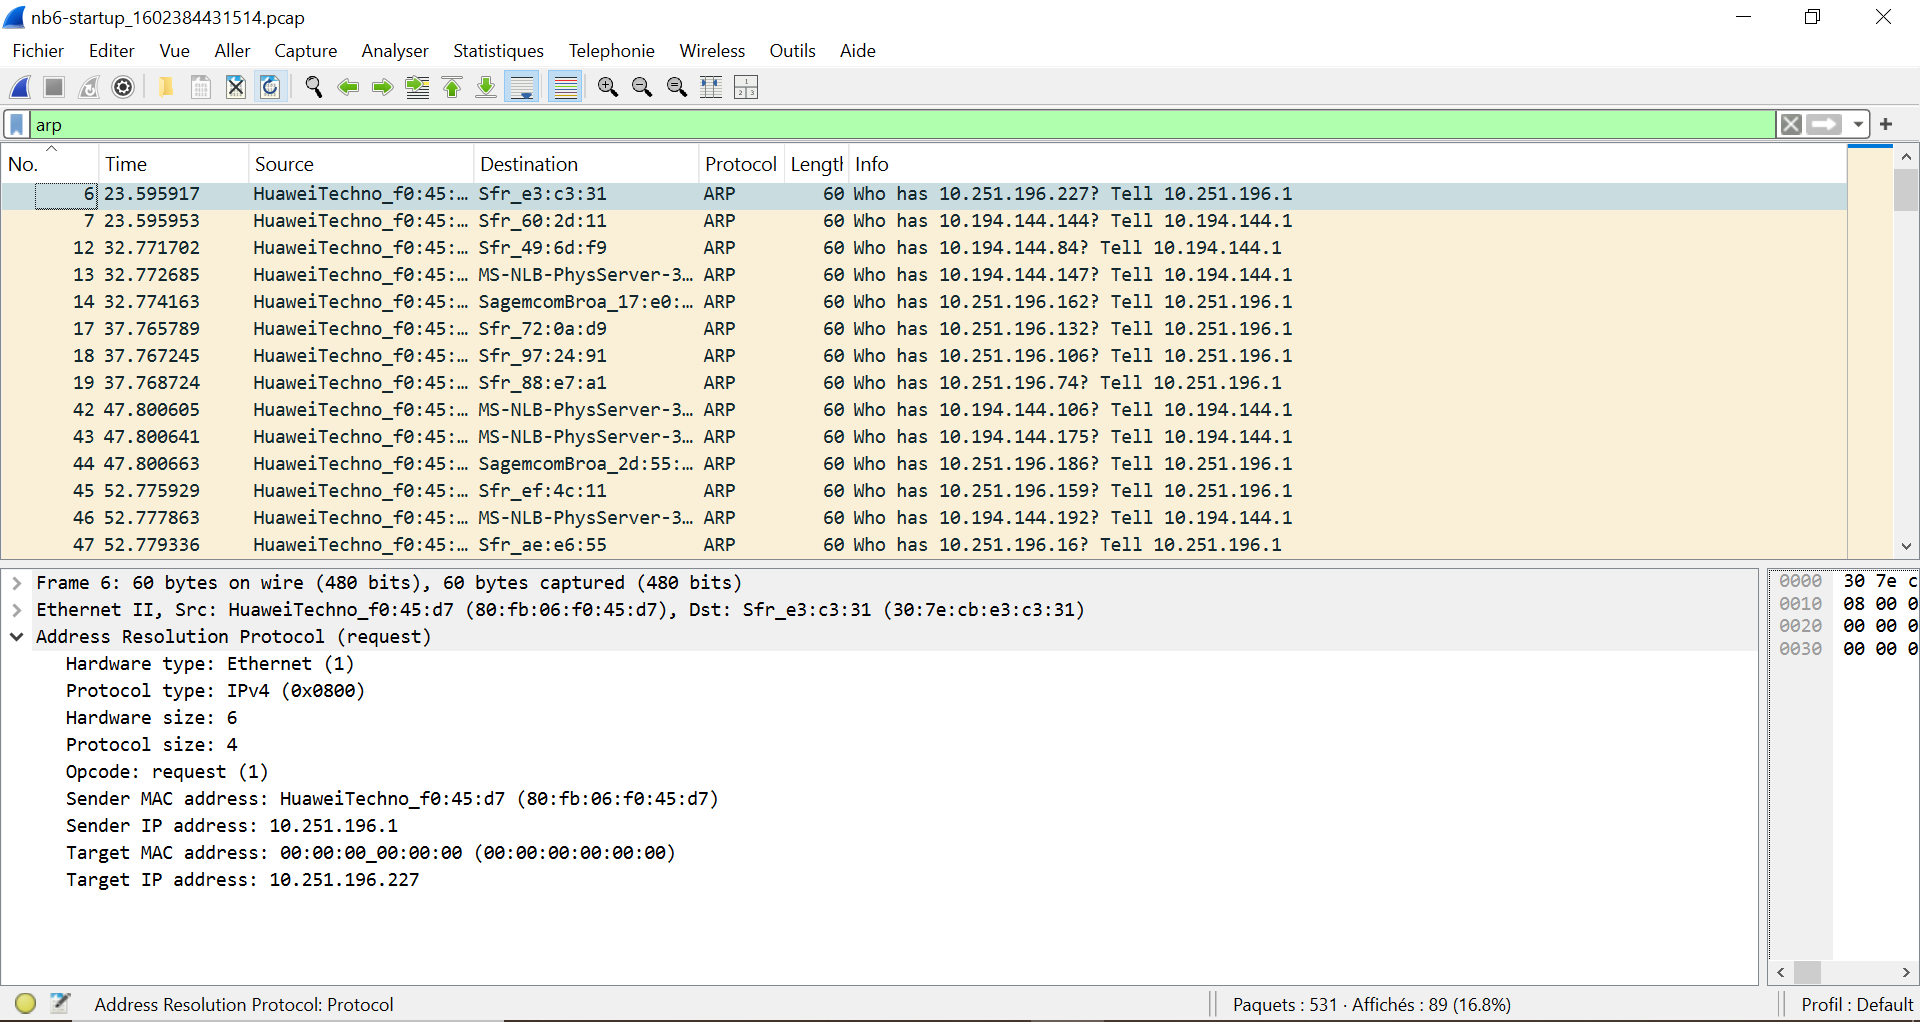 nb6-startup_1602384431514.pcap
Fichier Editer Vue Aller Capture Analyser Statistiques Telephonie Wireless Outils Aide
arp
No. Time Source Destination Protocol Lengtl Info
6 23.595917 HuaweiTechno_f0:45:… Sfr_e3:c3:31 ARP 60 Who has 10.251.196.227? Tell 10.251.196.1
7 23.595953 HuaweiTechno_f0:45:… Sfr_60:2d:11 ARP 60 Who has 10.194.144.144? Tell 10.194.144.1
12 32.771702 HuaweiTechno_f0:45:… Sfr_49:6d:f9 ARP 60 Who has 10.194.144.84? Tell 10.194.144.1
13 32.772685 HuaweiTechno_f0:45:… MS-NLB-PhysServer-3… ARP 60 Who has 10.194.144.147? Tell 10.194.144.1
14 32.774163 HuaweiTechno_f0:45:… SagemcomBroa_17:e0:… ARP 60 Who has 10.251.196.162? Tell 10.251.196.1
17 37.765789 HuaweiTechno_f0:45:… Sfr_72:0a:d9 ARP 60 Who has 10.251.196.132? Tell 10.251.196.1
18 37.767245 HuaweiTechno_f0:45:… Sfr_97:24:91 ARP 60 Who has 10.251.196.106? Tell 10.251.196.1
19 37.768724 HuaweiTechno_f0:45:… Sfr_88:e7:a1 ARP 60 Who has 10.251.196.74? Tell 10.251.196.1
42 47.800605 HuaweiTechno_f0:45:… MS-NLB-PhysServer-3… ARP 60 Who has 10.194.144.106? Tell 10.194.144.1
43 47.800641 HuaweiTechno_f0:45:… MS-NLB-PhysServer-3… ARP 60 Who has 10.194.144.175? Tell 10.194.144.1
44 47.800663 HuaweiTechno_f0:45:… SagemcomBroa_2d:55:… ARP 60 Who has 10.251.196.186? Tell 10.251.196.1
45 52.775929 HuaweiTechno_f0:45:… Sfr_ef:4c:11 ARP 60 Who has 10.251.196.159? Tell 10.251.196.1
46 52.777863 HuaweiTechno_f0:45:… MS-NLB-PhysServer-3… ARP 60 Who has 10.194.144.192? Tell 10.194.144.1
47 52.779336 HuaweiTechno_f0:45:… Sfr_ae:e6:55 ARP 60 Who has 10.251.196.16? Tell 10.251.196.1
Frame 6: 60 bytes on wire (480 bits), 60 bytes captured (480 bits)
Ethernet II, Src: HuaweiTechno_f0:45:d7 (80:fb:06:f0:45:d7), Dst: Sfr_e3:c3:31 (30:7e:cb:e3:c3:31)
Address Resolution Protocol (request)
Hardware type: Ethernet (1)
Protocol type: IPv4 (0x0800)
Hardware size: 6
Protocol size: 4
Opcode: request (1)
Sender MAC address: HuaweiTechno_f0:45:d7 (80:fb:06:f0:45:d7)
Sender IP address: 10.251.196.1
Target MAC address: 00:00:00_00:00:00 (00:00:00:00:00:00)
Target IP address: 10.251.196.227
0000 30 7e c
0010 08 00 0
0020 00 00 0
0030 00 00 0
Address Resolution Protocol: Protocol
Paquets : 531 · Affichés : 89 (16.8%)
Profil : Default